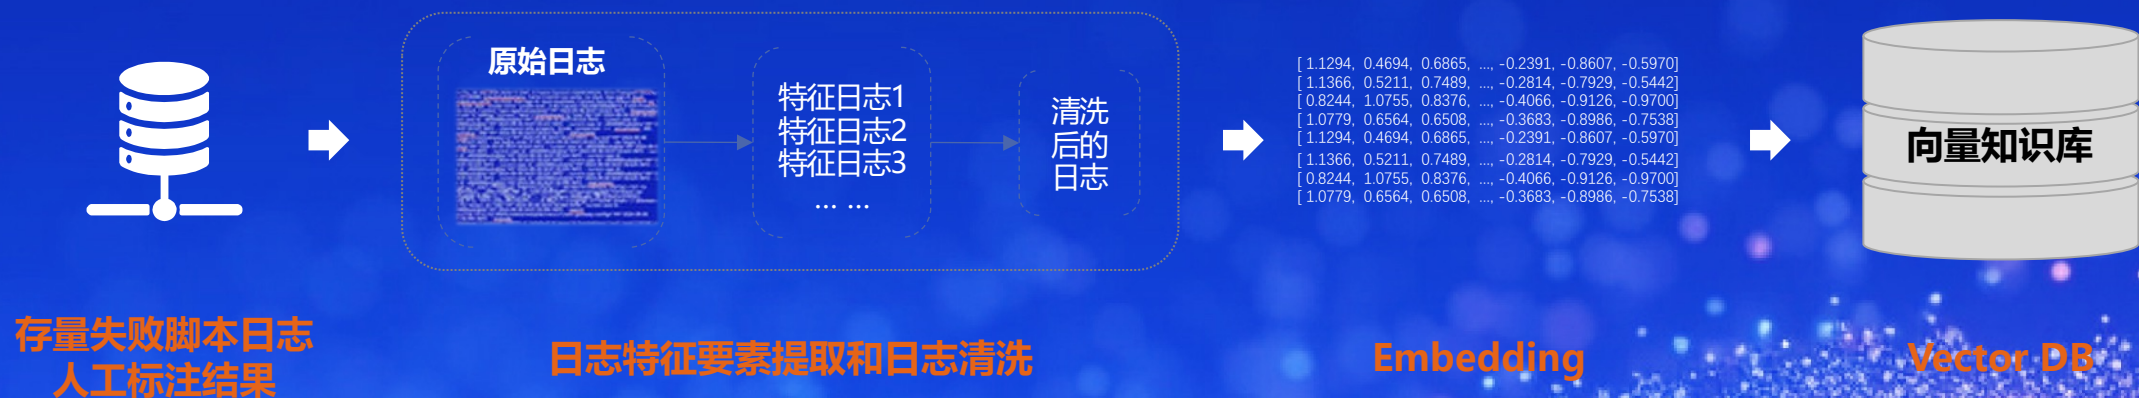 原始日志
特征日志1
特征日志2
特征日志3
... ...
清洗
后的
日志
[ 1.1294, 0.4694, 0.6865, ..., -0.2391, -0.8607, -0.5970]
[ 1.1366, 0.5211, 0.7489, ..., -0.2814, -0.7929, -0.5442]
[ 0.8244, 1.0755, 0.8376, ..., -0.4066, -0.9126, -0.9700]
[ 1.0779, 0.6564, 0.6508, ..., -0.3683, -0.8986, -0.7538]
[ 1.1294, 0.4694, 0.6865, ..., -0.2391, -0.8607, -0.5970]
[ 1.1366, 0.5211, 0.7489, ..., -0.2814, -0.7929, -0.5442]
[ 0.8244, 1.0755, 0.8376, ..., -0.4066, -0.9126, -0.9700]
[ 1.0779, 0.6564, 0.6508, ..., -0.3683, -0.8986, -0.7538]
向量知识库
存量失败脚本日志
人工标注结果
日志特征要素提取和日志清洗
Embedding
Vector DB